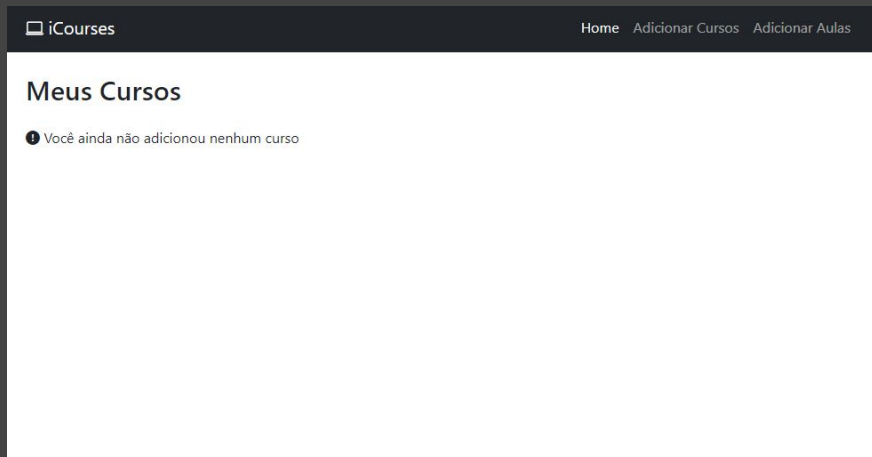 iCourses
Home Adicionar Cursos Adicionar Aulas
Meus Cursos
Você ainda não adicionou nenhum curso